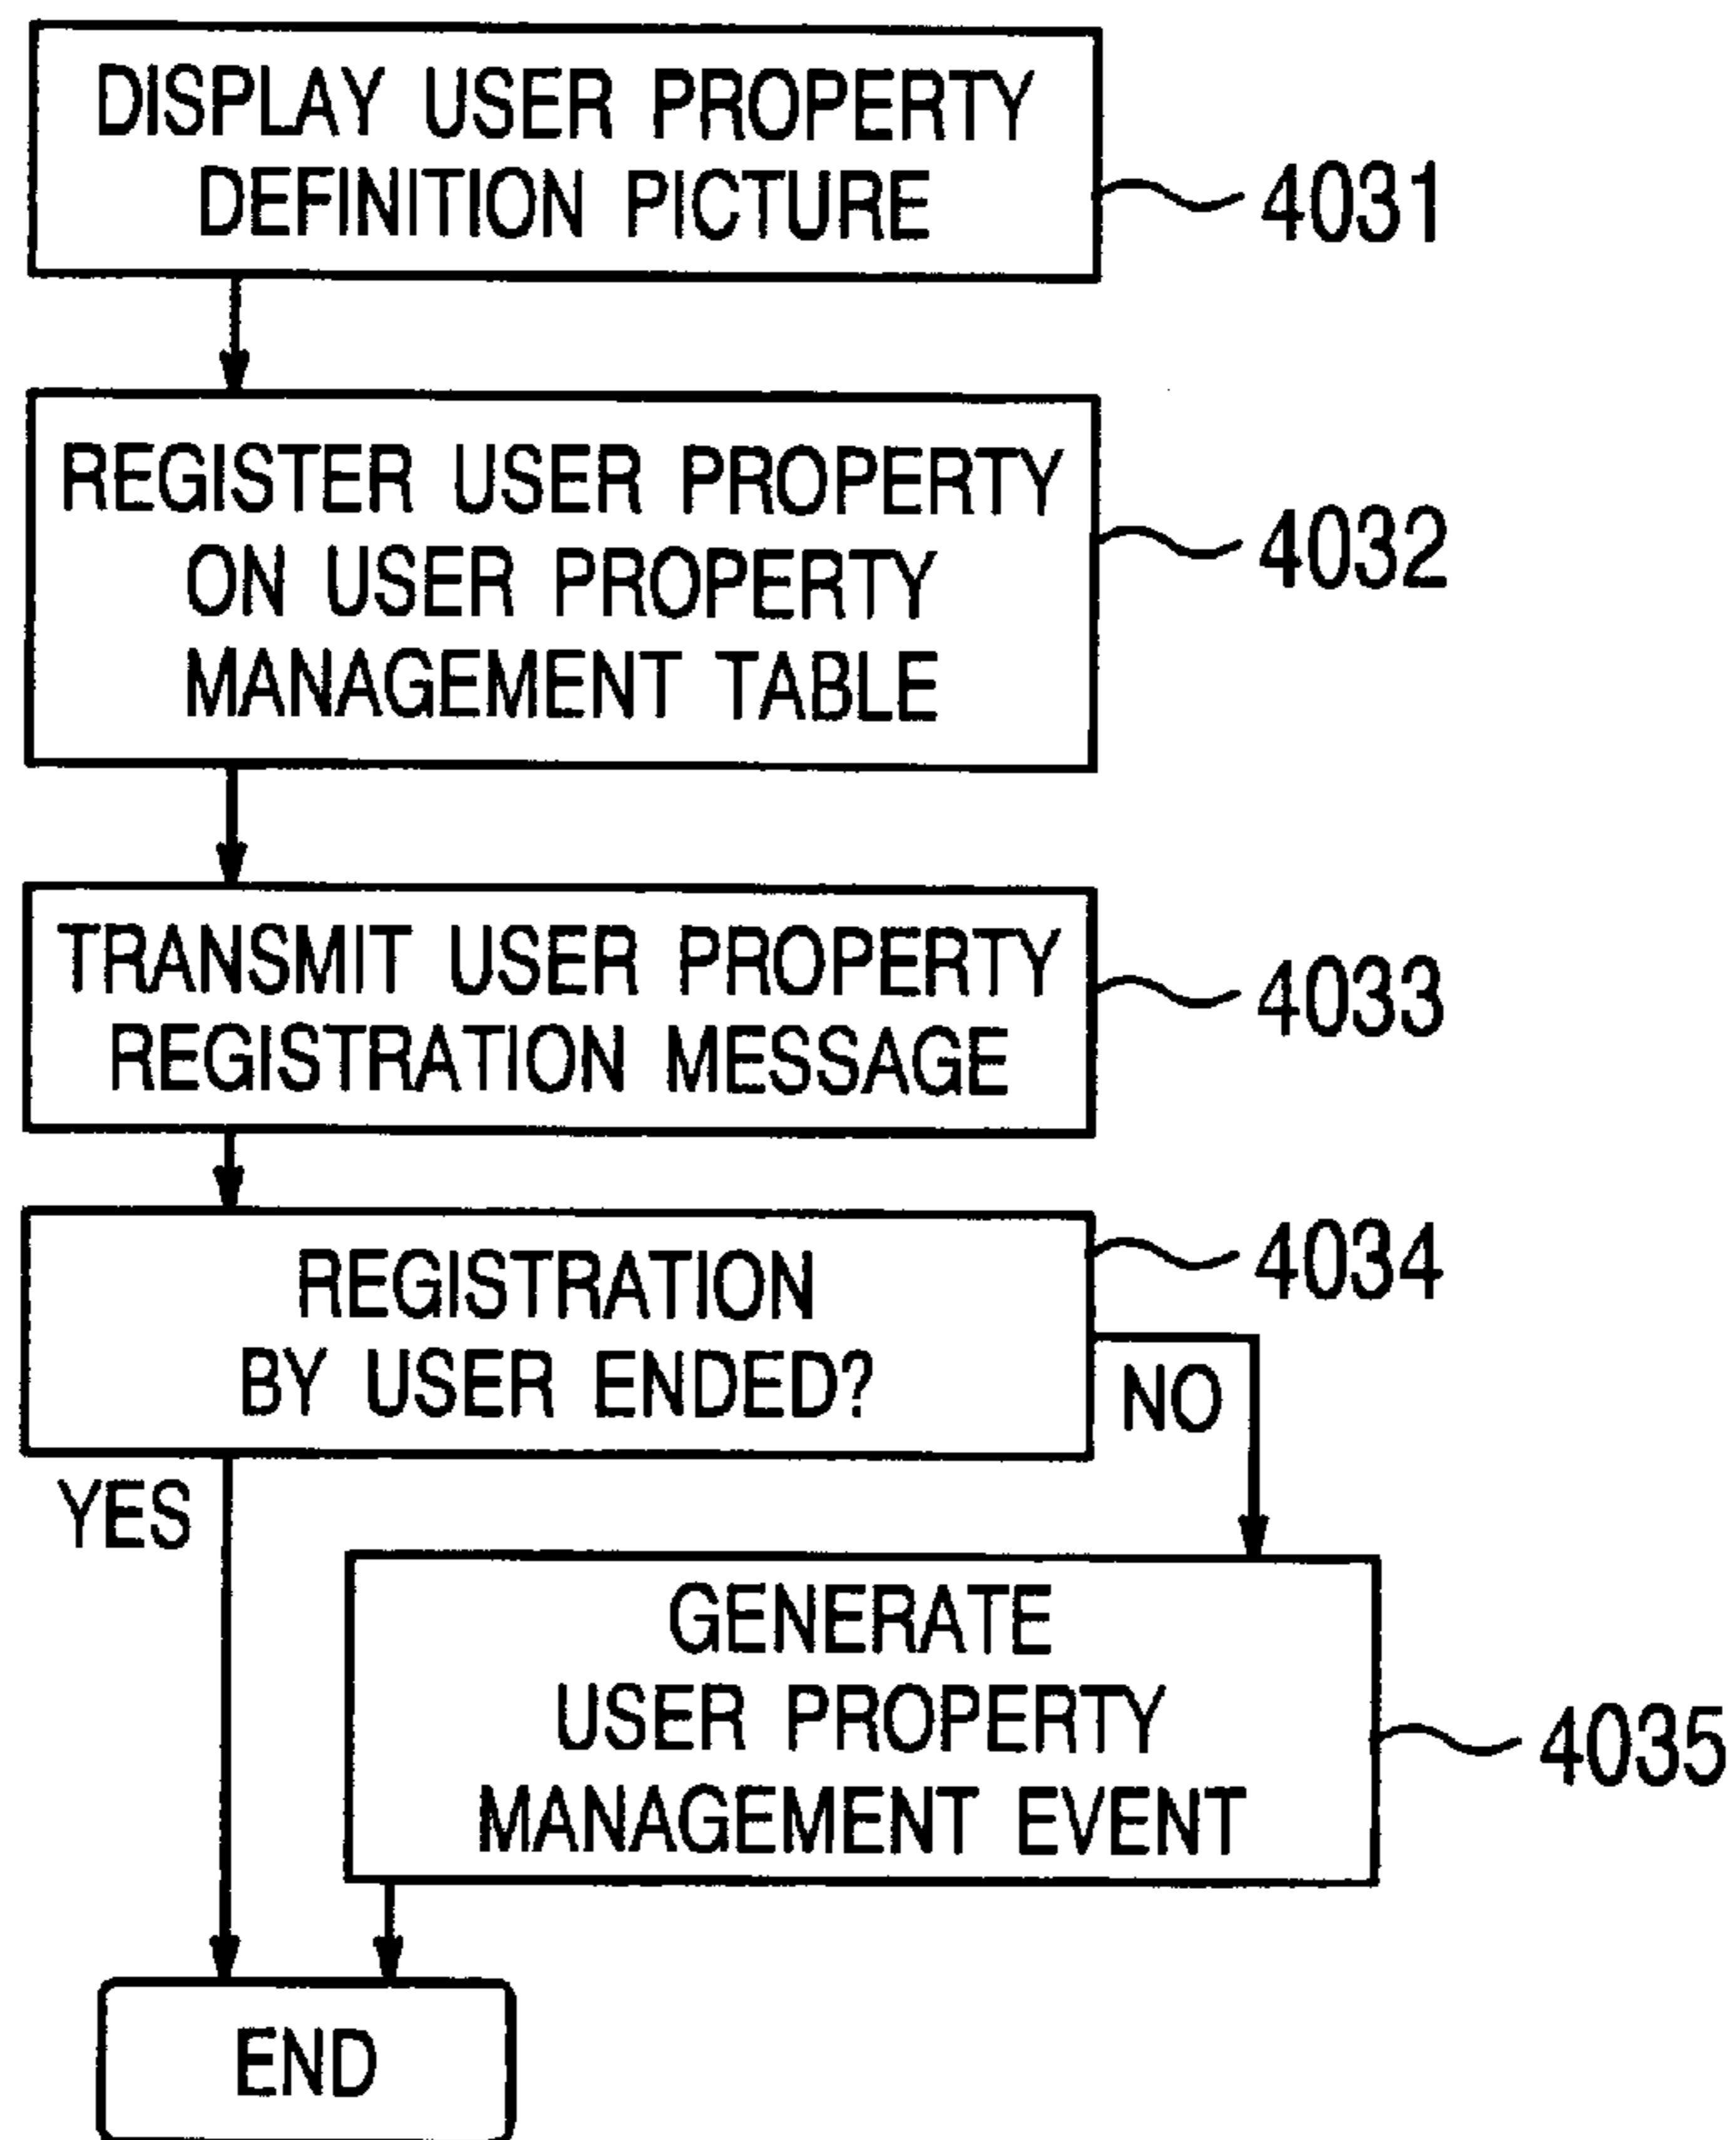 DISPLAY USER PROPERTY
DEFINITION PICTURE
4031
REGISTER USER PROPERTY
ON USER PROPERTY
MANAGEMENT TABLE
4032
TRANSMIT USER PROPERTY
REGISTRATION MESSAGE
4033
REGISTRATION
BY USER ENDED?
4034
NO
YES
GENERATE
USER PROPERTY
MANAGEMENT EVENT
4035
END